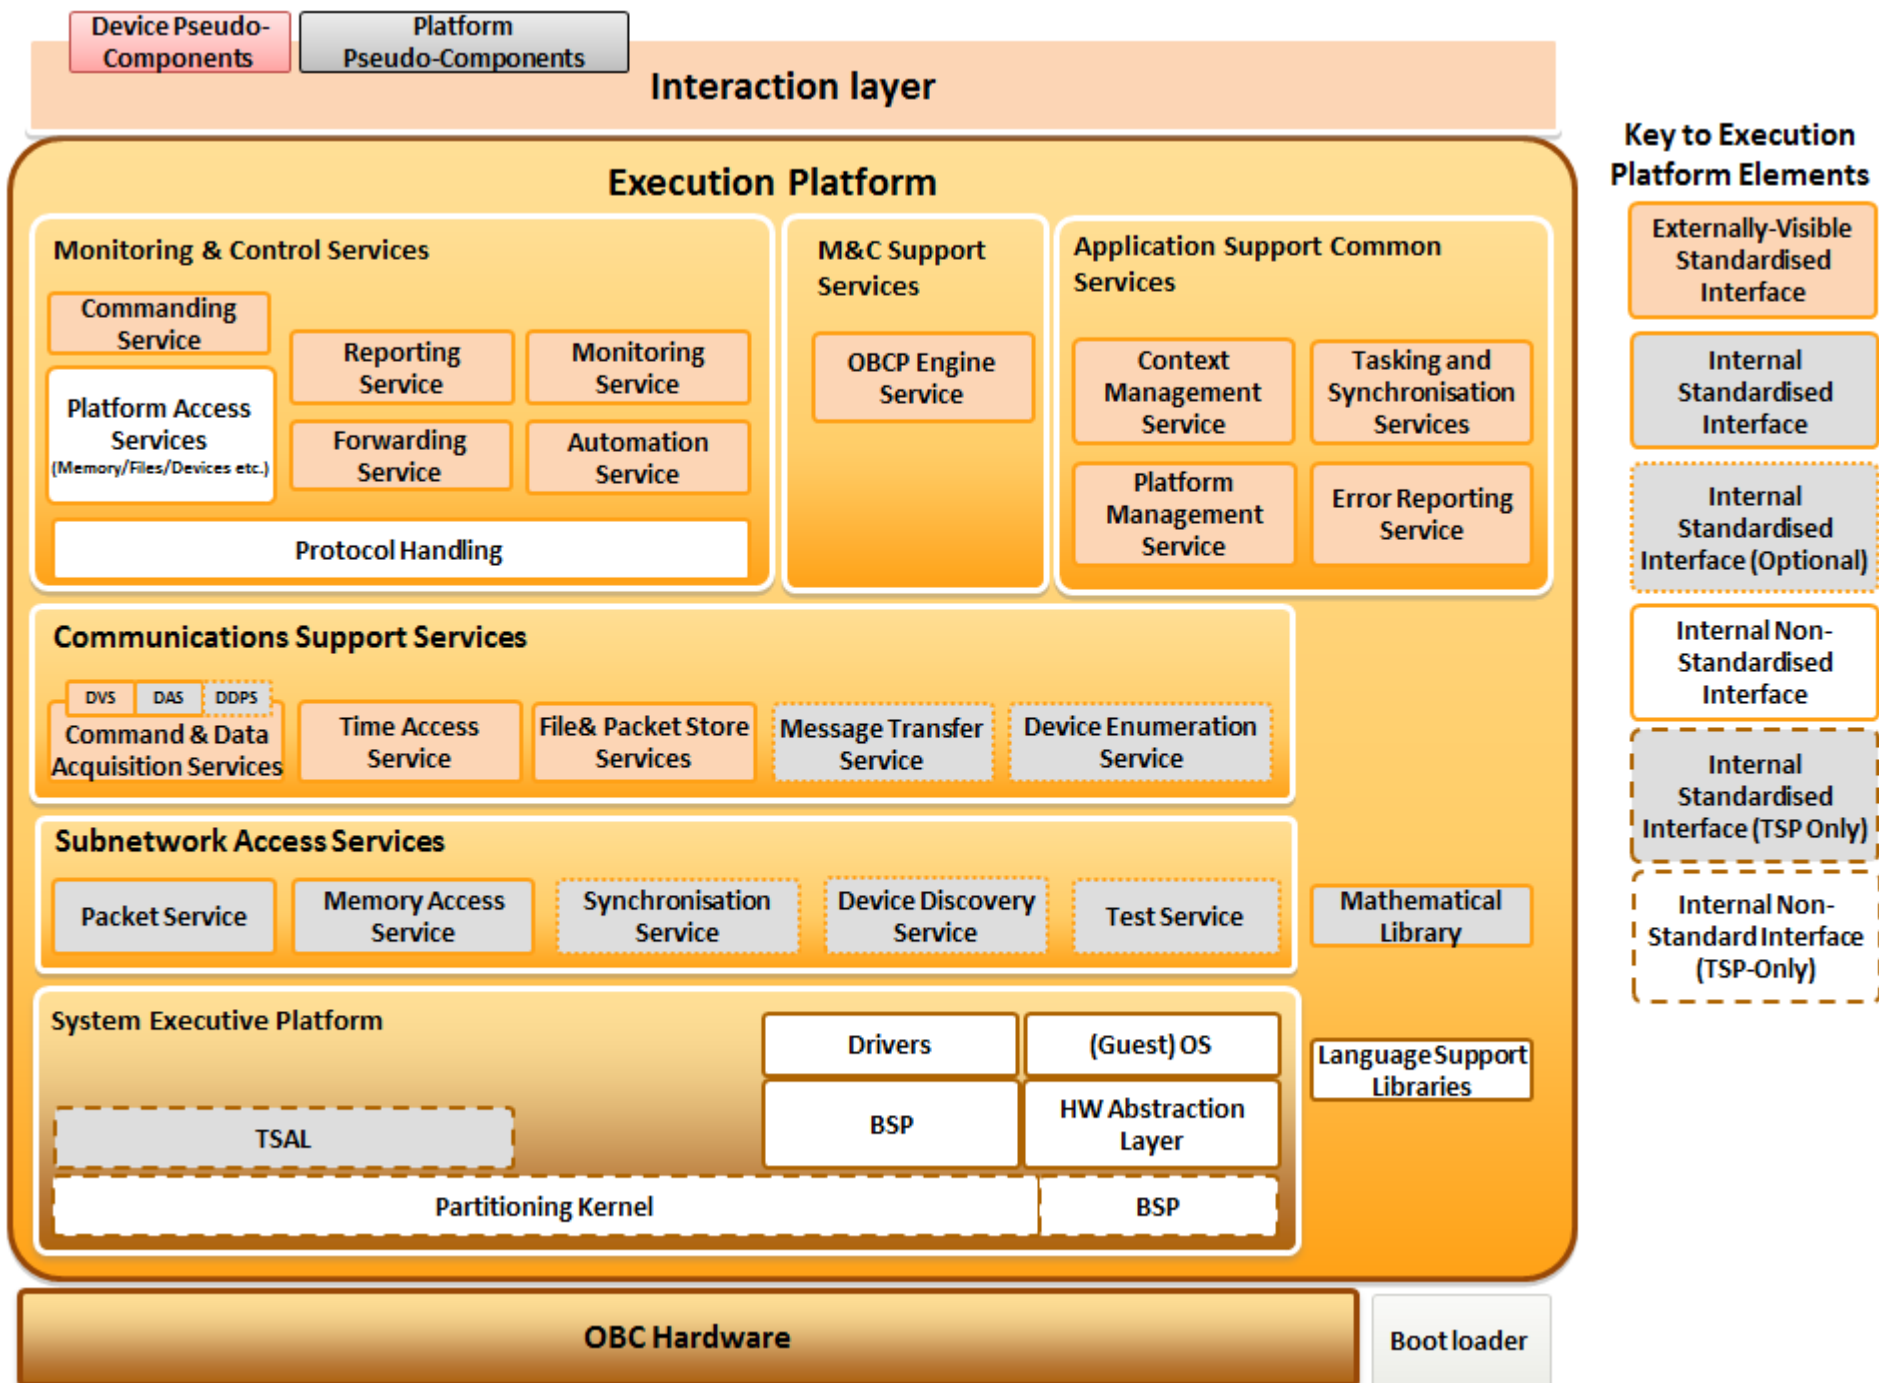 Device Pseudo-
Components
Platform
Pseudo-Components
Interaction layer
Execution Platform
Monitoring & Control Services
Commanding
Service
Platform Access
Services
(Memory/Files/Devices etc.)
Reporting
Service
Monitoring
Service
Forwarding
Service
Automation
Service
Protocol Handling
M&C Support
Services
OBCP Engine
Service
Application Support Common
Services
Context
Management
Service
Tasking and
Synchronisation
Services
Platform
Management
Service
Error Reporting
Service
Communications Support Services
DVS
DAS
DDPS
Command & Data
Acquisition Services
Time Access
Service
File& Packet Store
Services
Message Transfer
Service
Device Enumeration
Service
Subnetwork Access Services
Packet Service
Memory Access
Service
Synchronisation
Service
Device Discovery
Service
Test Service
Mathematical
Library
System Executive Platform
Drivers
(Guest) OS
BSP
HW Abstraction
Layer
TSAL
Partitioning Kernel
BSP
Language Support
Libraries
OBC Hardware
Boot loader
Key to Execution
Platform Elements
Externally-Visible
Standardised
Interface
Internal
Standardised
Interface
Internal
Standardised
Interface (Optional)
Internal Non-
Standardised
Interface
Internal
Standardised
Interface (TSP Only)
Internal Non-
Standard Interface
(TSP-Only)